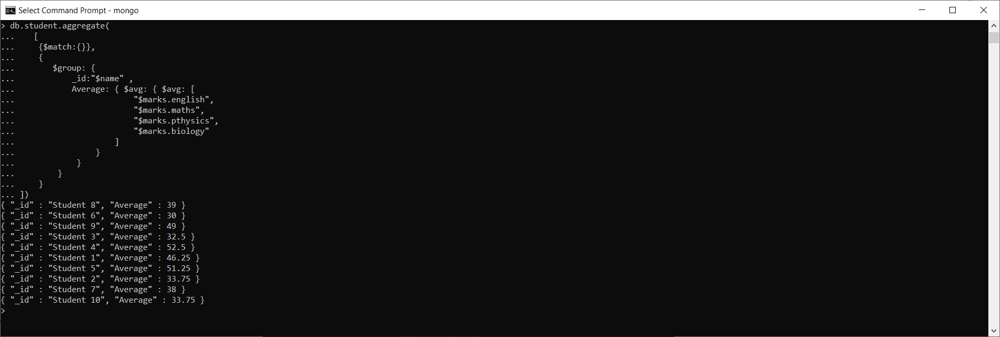 Select Command Prompt - mongo
> db.student.aggregate(
...    [
...     {$match:{}},
...     {
...        $group: {
...            _id:"$name" ,
...            Average: { $avg: { $avg: [
...                         "$marks.english",
...                         "$marks.maths",
...                         "$marks.pthysics",
...                         "$marks.biology"
...                     ]
...                 }
...             }
...         }
...     }
... ])
{ "_id" : "Student 8", "Average" : 39 }
{ "_id" : "Student 6", "Average" : 30 }
{ "_id" : "Student 9", "Average" : 49 }
{ "_id" : "Student 3", "Average" : 32.5 }
{ "_id" : "Student 4", "Average" : 52.5 }
{ "_id" : "Student 1", "Average" : 46.25 }
{ "_id" : "Student 5", "Average" : 51.25 }
{ "_id" : "Student 2", "Average" : 33.75 }
{ "_id" : "Student 7", "Average" : 38 }
{ "_id" : "Student 10", "Average" : 33.75 }
>